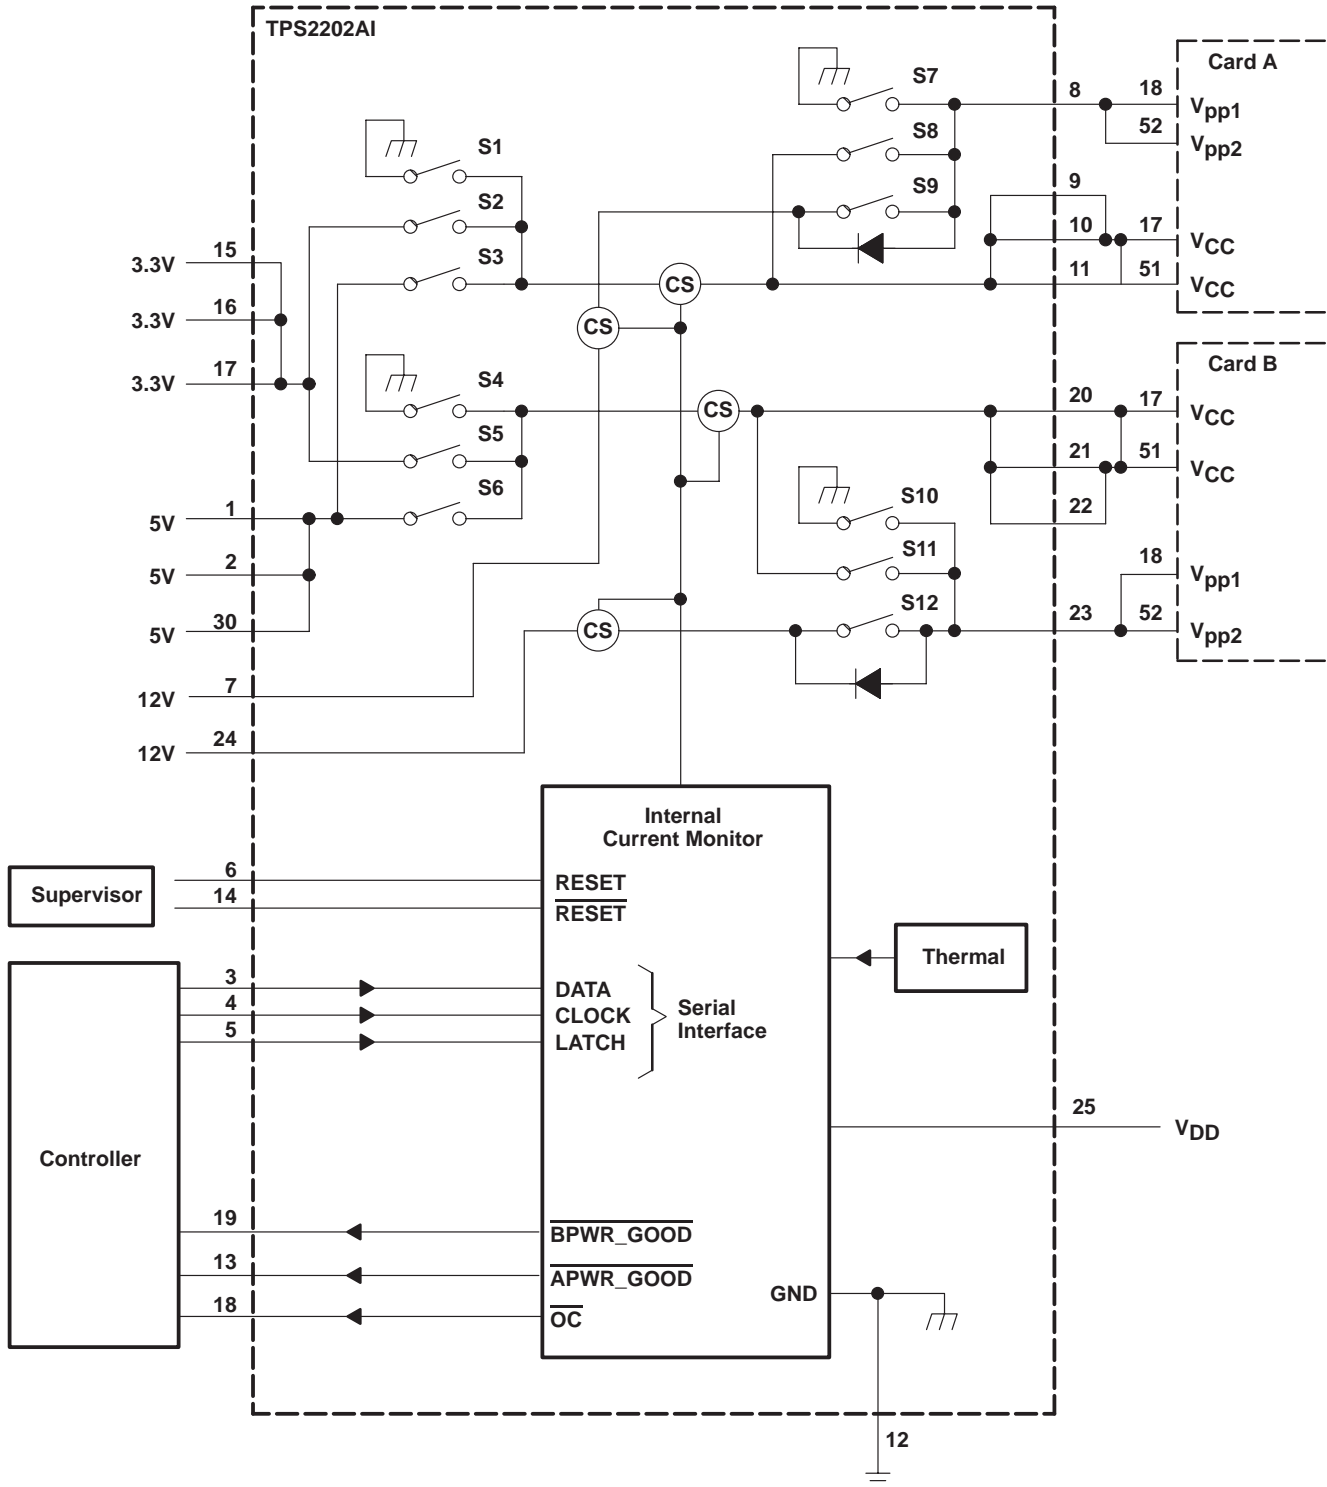 TPS2202AI
Card A
S7
8
18
Vpp1
S8
52
Vpp2
S1
S9
9
S2
10
17
VCC
15
3.3V
S3
CS
11
51
VCC
16
3.3V
CS
17
3.3V
Card B
S4
CS
20
17
VCC
S5
21
51
VCC
S6
S10
22
1
5V
S11
18
Vpp1
2
5V
S12
23
52
Vpp2
30
5V
CS
7
12V
24
12V
Internal
Current Monitor
Supervisor
6
RESET
14
RESET
Thermal
3
DATA
4
CLOCK
5
LATCH
Serial
Interface
25
VDD
Controller
19
BPWR_GOOD
13
APWR_GOOD
GND
18
OC
12